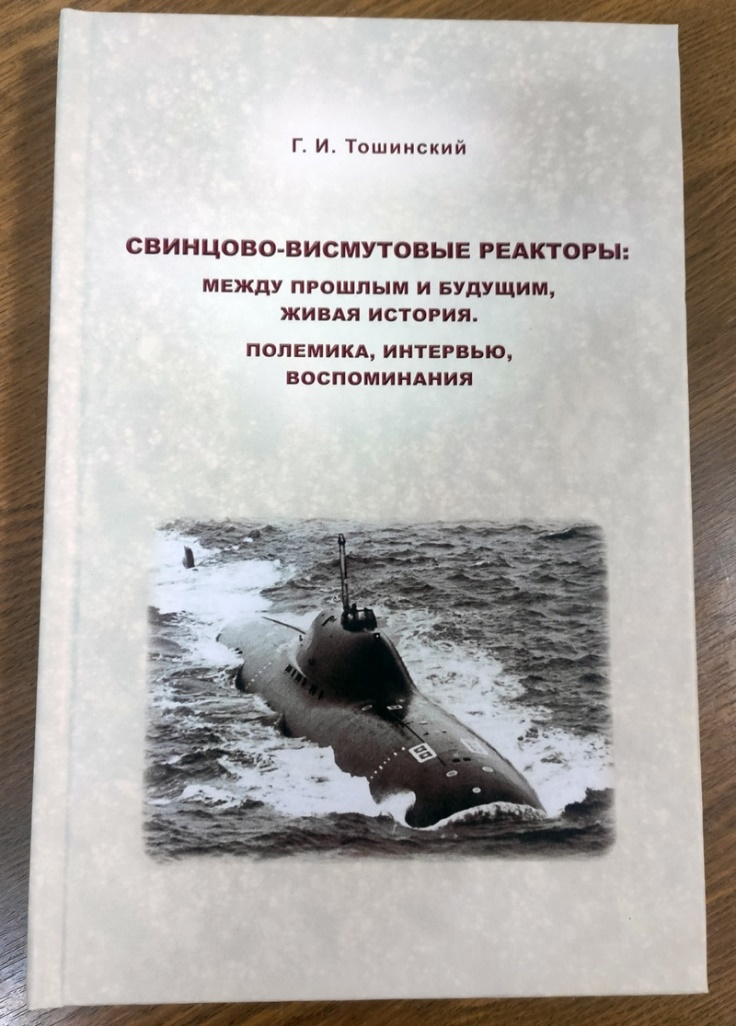 Г. И. Тошинский
СВИНЦОВО-ВИСМУТОВЫЕ РЕАКТОРЫ:
МЕЖДУ ПРОШЛЫМ И БУДУЩИМ,
ЖИВАЯ ИСТОРИЯ.
ПОЛЕМИКА, ИНТЕРВЬЮ,
ВОСПОМИНАНИЯ